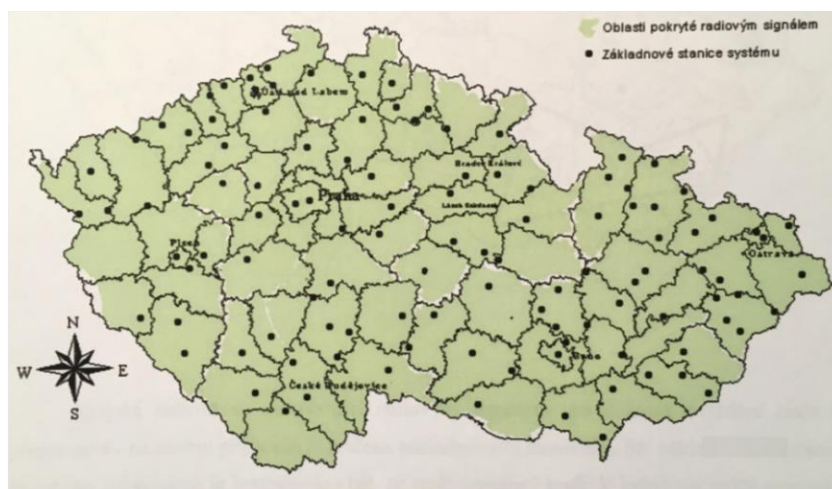 Oblasti pokryté radiovým signálem
Základnové stanice systému
Ústí nad Labem
Hradec Králové
Praha
Plzeň
Ostrava
Brno
České Budějovice
N
W
E
S